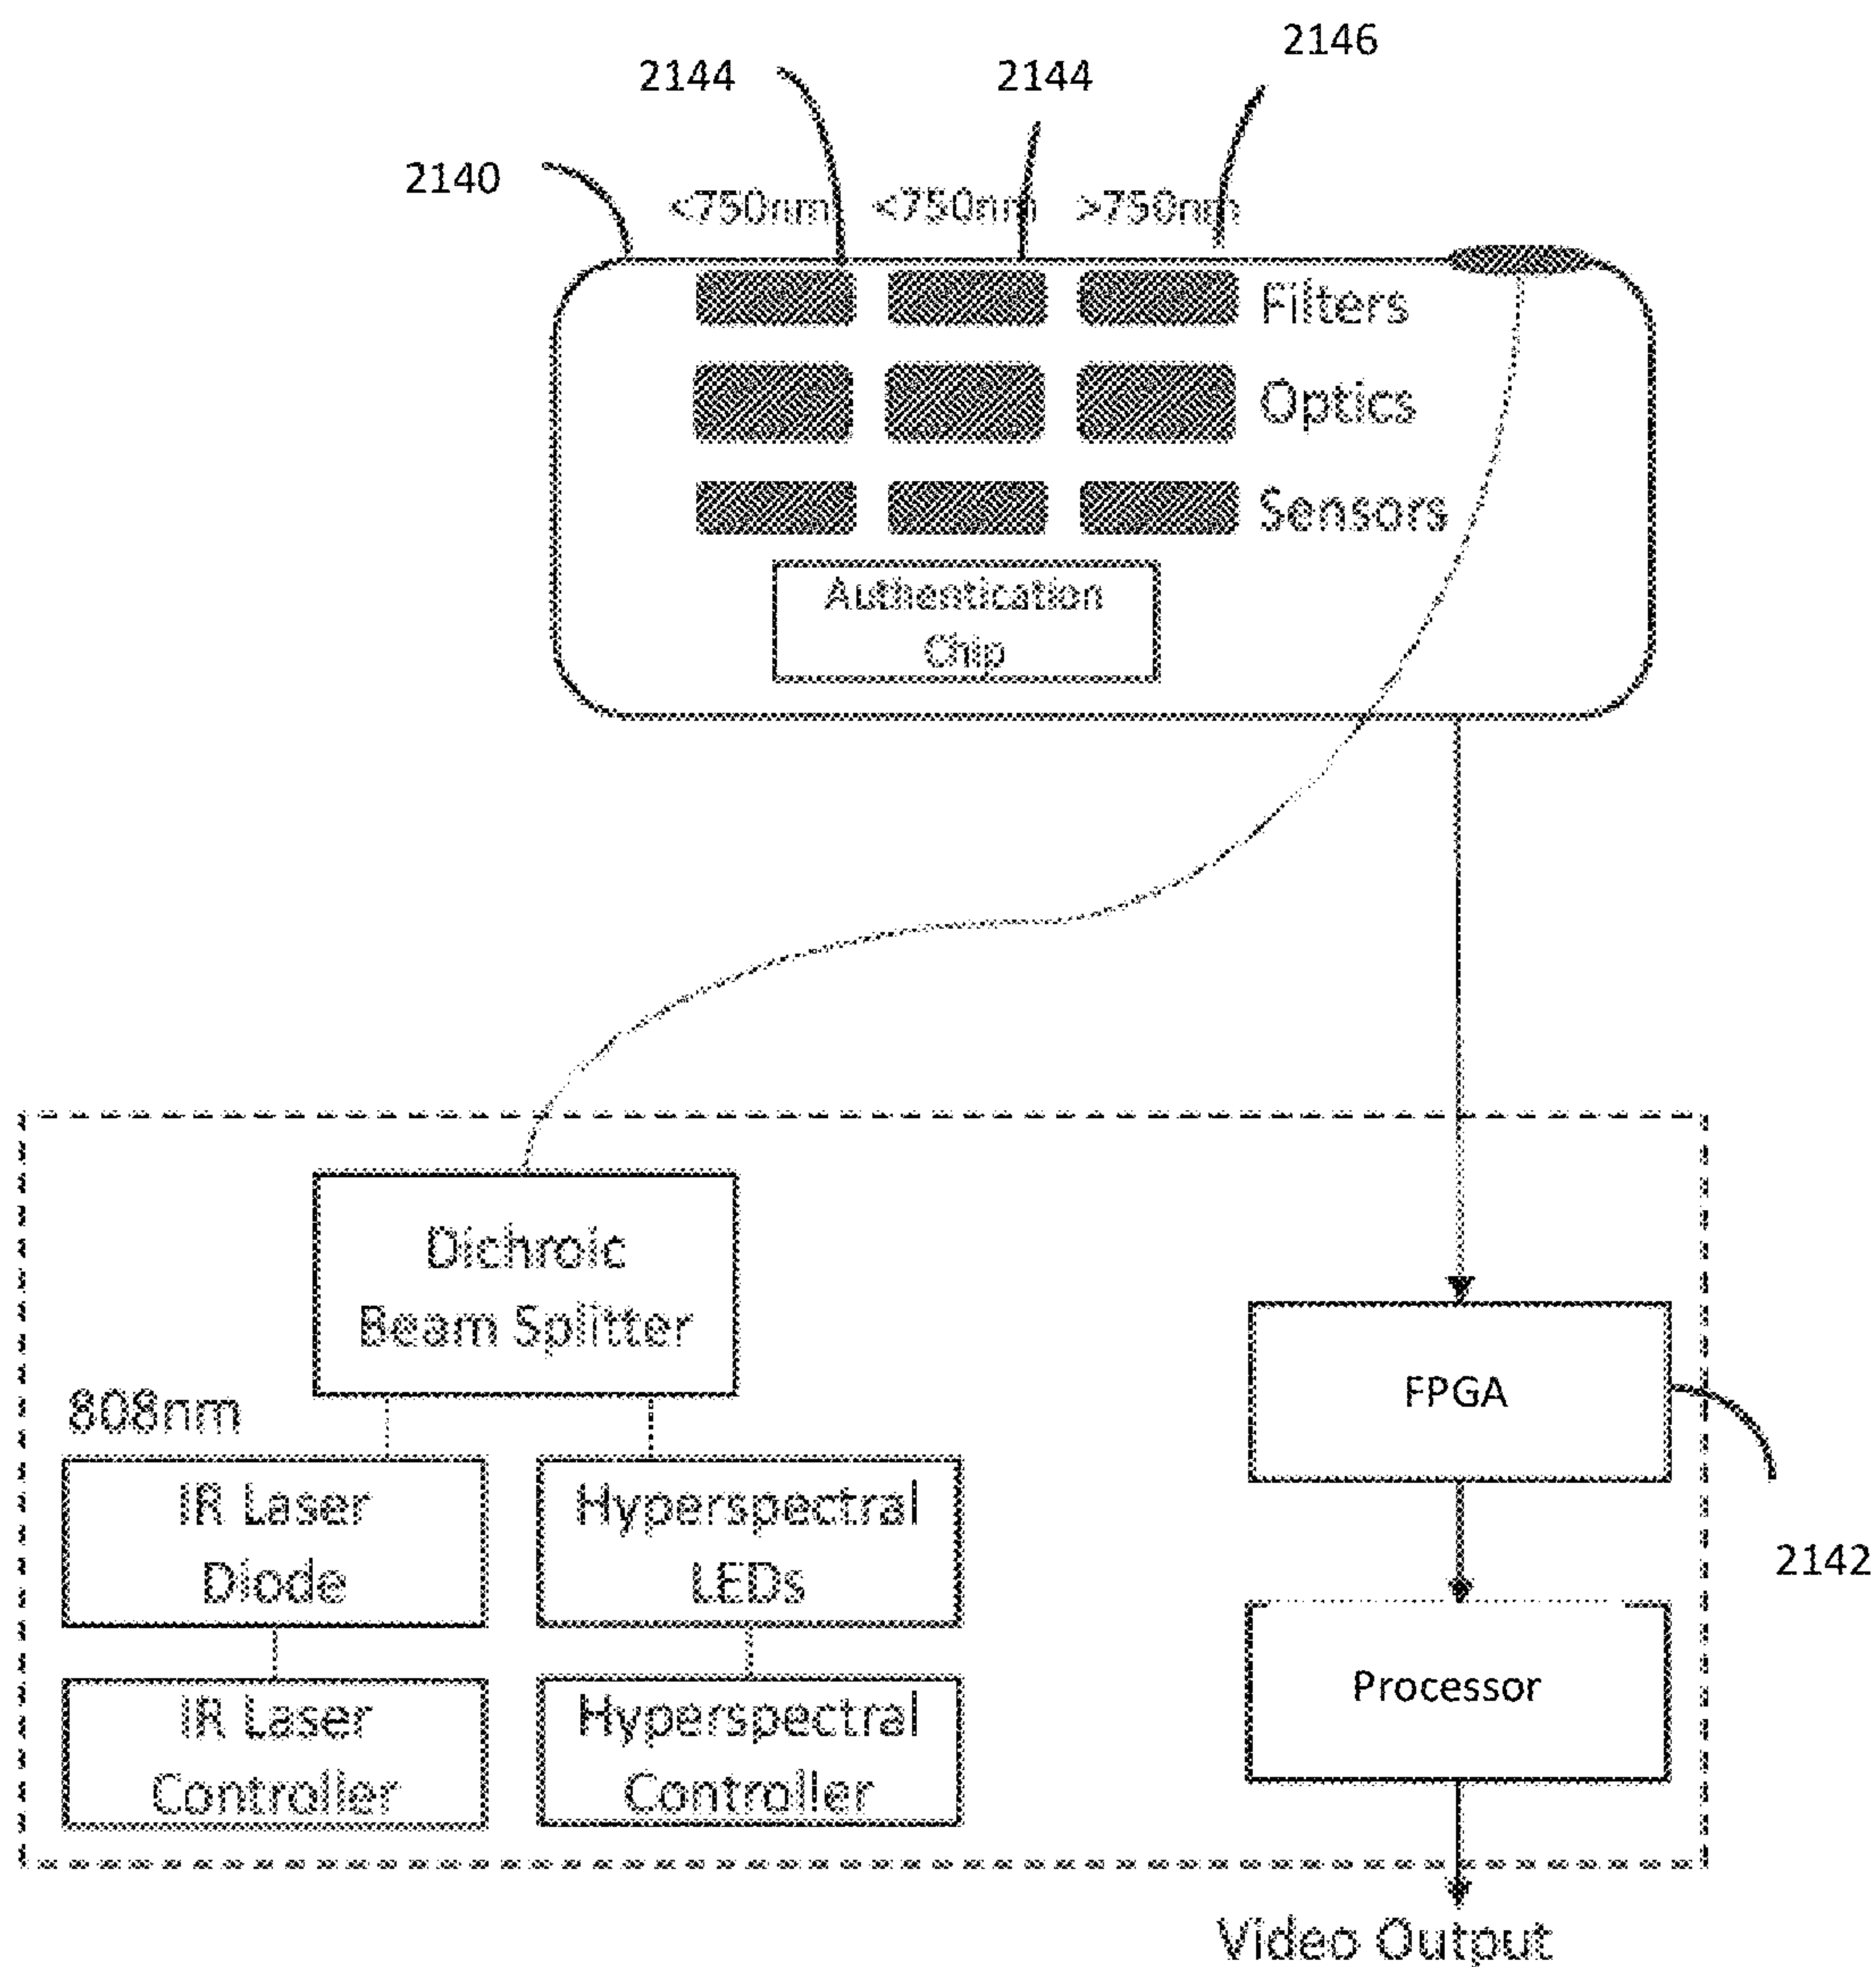 2146
2144
2144
2140
<750nm <750nm >750nm
Filters
Optics
Sensors
Authentication
Chip
Dichroic
Beam Splitter
808nm
FPGA
IR Laser
Diode
Hyperspectral
LEDs
2142
Processor
IR Laser
Controller
Hyperspectral
Controller
Video Output